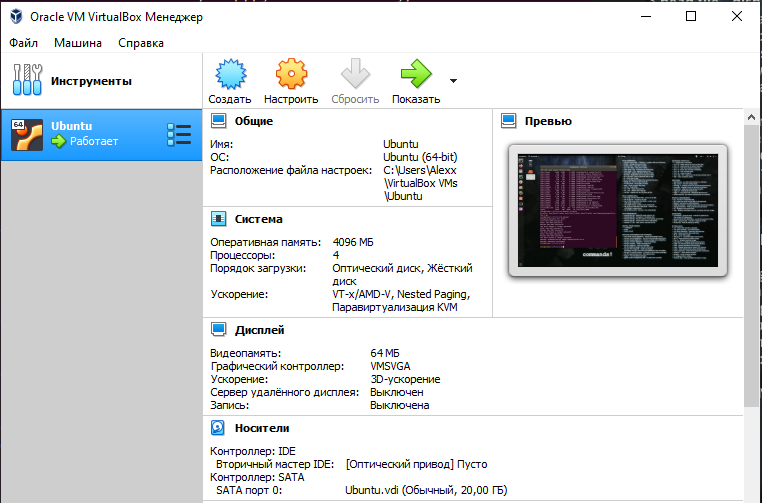 Oracle VM VirtualBox Менеджер
Файл Машина Справка
Инструменты
Создать Настроить Сбросить Показать
64
Ubuntu
Работает
Общие
Имя: Ubuntu
ОС: Ubuntu (64-bit)
Расположение файла настроек: C:\Users\Alexx
\VirtualBox VMs
\Ubuntu
Превью
commands!
Система
Оперативная память: 4096 МБ
Процессоры: 4
Порядок загрузки: Оптический диск, Жёсткий
диск
Ускорение: VT-x/AMD-V, Nested Paging,
Паравиртуализация KVM
Дисплей
Видеопамять: 64 МБ
Графический контроллер: VMSVGA
Ускорение: 3D-ускорение
Сервер удалённого дисплея: Выключен
Запись: Выключена
Носители
Контроллер: IDE
Вторичный мастер IDE: [Оптический привод] Пусто
Контроллер: SATA
SATA порт 0: Ubuntu.vdi (Обычный, 20,00 ГБ)